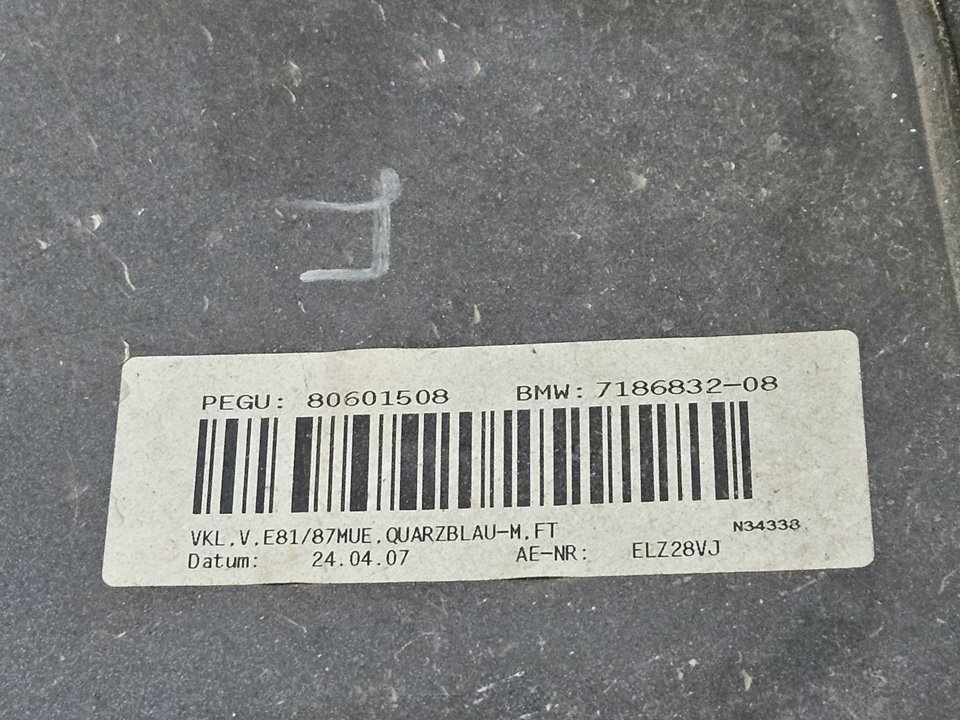 PEGU: 80601508 BMW: 7186832-08
VKL.V.E81/87MUE.QUARZBLAU-M.FT N34338
Datum: 24.04.07 AE-NR: ELZ28VJ